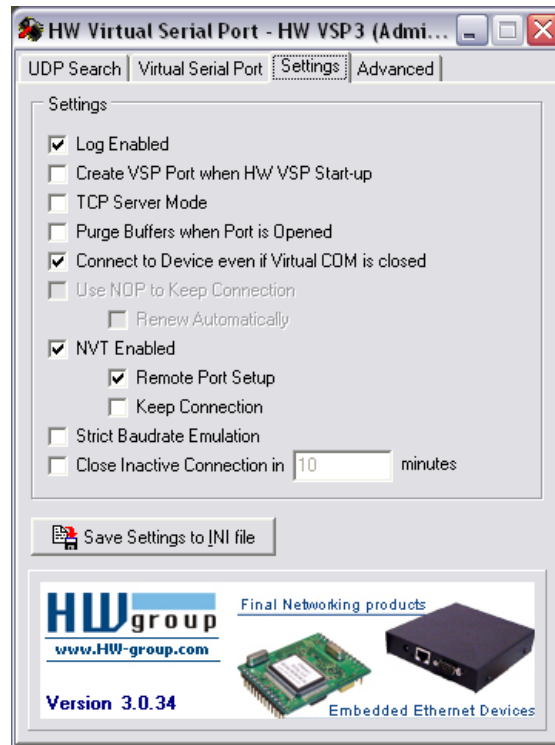 HW Virtual Serial Port - HW VSP3 (Admi...
UDP Search
Virtual Serial Port
Settings
Advanced
Settings
Log Enabled
Create VSP Port when HW VSP Start-up
TCP Server Mode
Purge Buffers when Port is Opened
Connect to Device even if Virtual COM is closed
Use NOP to Keep Connection
Renew Automatically
NVT Enabled
Remote Port Setup
Keep Connection
Strict Baudrate Emulation
Close Inactive Connection in 10 minutes
Save Settings to INI file
HW group
www.HW-group.com
Version 3.0.34
Final Networking products
Embedded Ethernet Devices